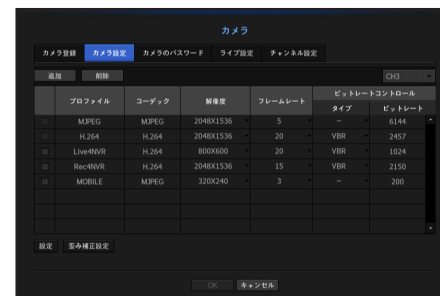 カメラ
カメラ登録 カメラ設定 カメラのパスワード ライブ設定 チャンネル設定
追加 削除 CH3
プロファイル コーデック 解像度 フレームレート ビットレートコントロール
タイプ ビットレート
MJPEG MJPEG 2048X1536 5 – 6144
H.264 H.264 2048X1536 20 VBR 2457
Live4NVR H.264 800X600 20 VBR 1024
Rec4NVR H.264 2048X1536 15 VBR 2150
MOBILE MJPEG 320X240 3 – 200
設定 歪み補正設定
OK キャンセル